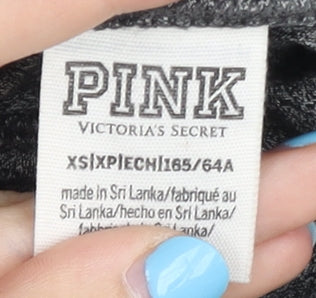 PINK
VICTORIA'S SECRET
XS|XP|ECH|165/64A
made in Sri Lanka/fabriqué au
Sri Lanka/hecho en Sri Lanka/